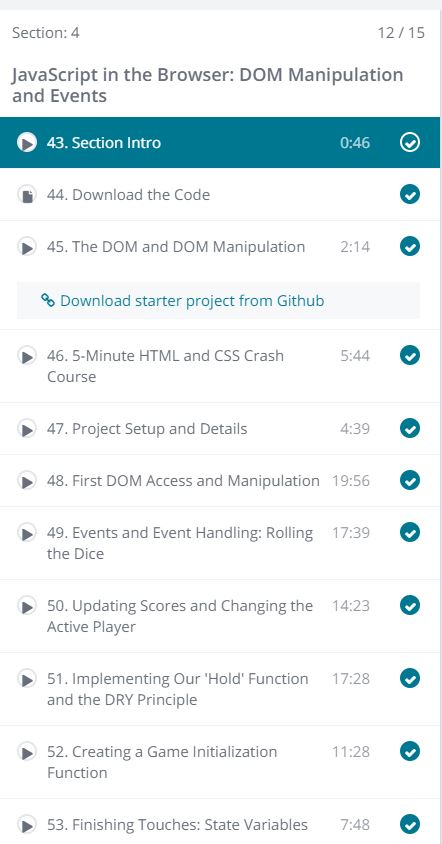 Section: 4 12 / 15
JavaScript in the Browser: DOM Manipulation
and Events
43. Section Intro 0:46
44. Download the Code
45. The DOM and DOM Manipulation 2:14
Download starter project from Github
46. 5-Minute HTML and CSS Crash 5:44
Course
47. Project Setup and Details 4:39
48. First DOM Access and Manipulation 19:56
49. Events and Event Handling: Rolling 17:39
the Dice
50. Updating Scores and Changing the 14:23
Active Player
51. Implementing Our 'Hold' Function 17:28
and the DRY Principle
52. Creating a Game Initialization 11:28
Function
53. Finishing Touches: State Variables 7:48